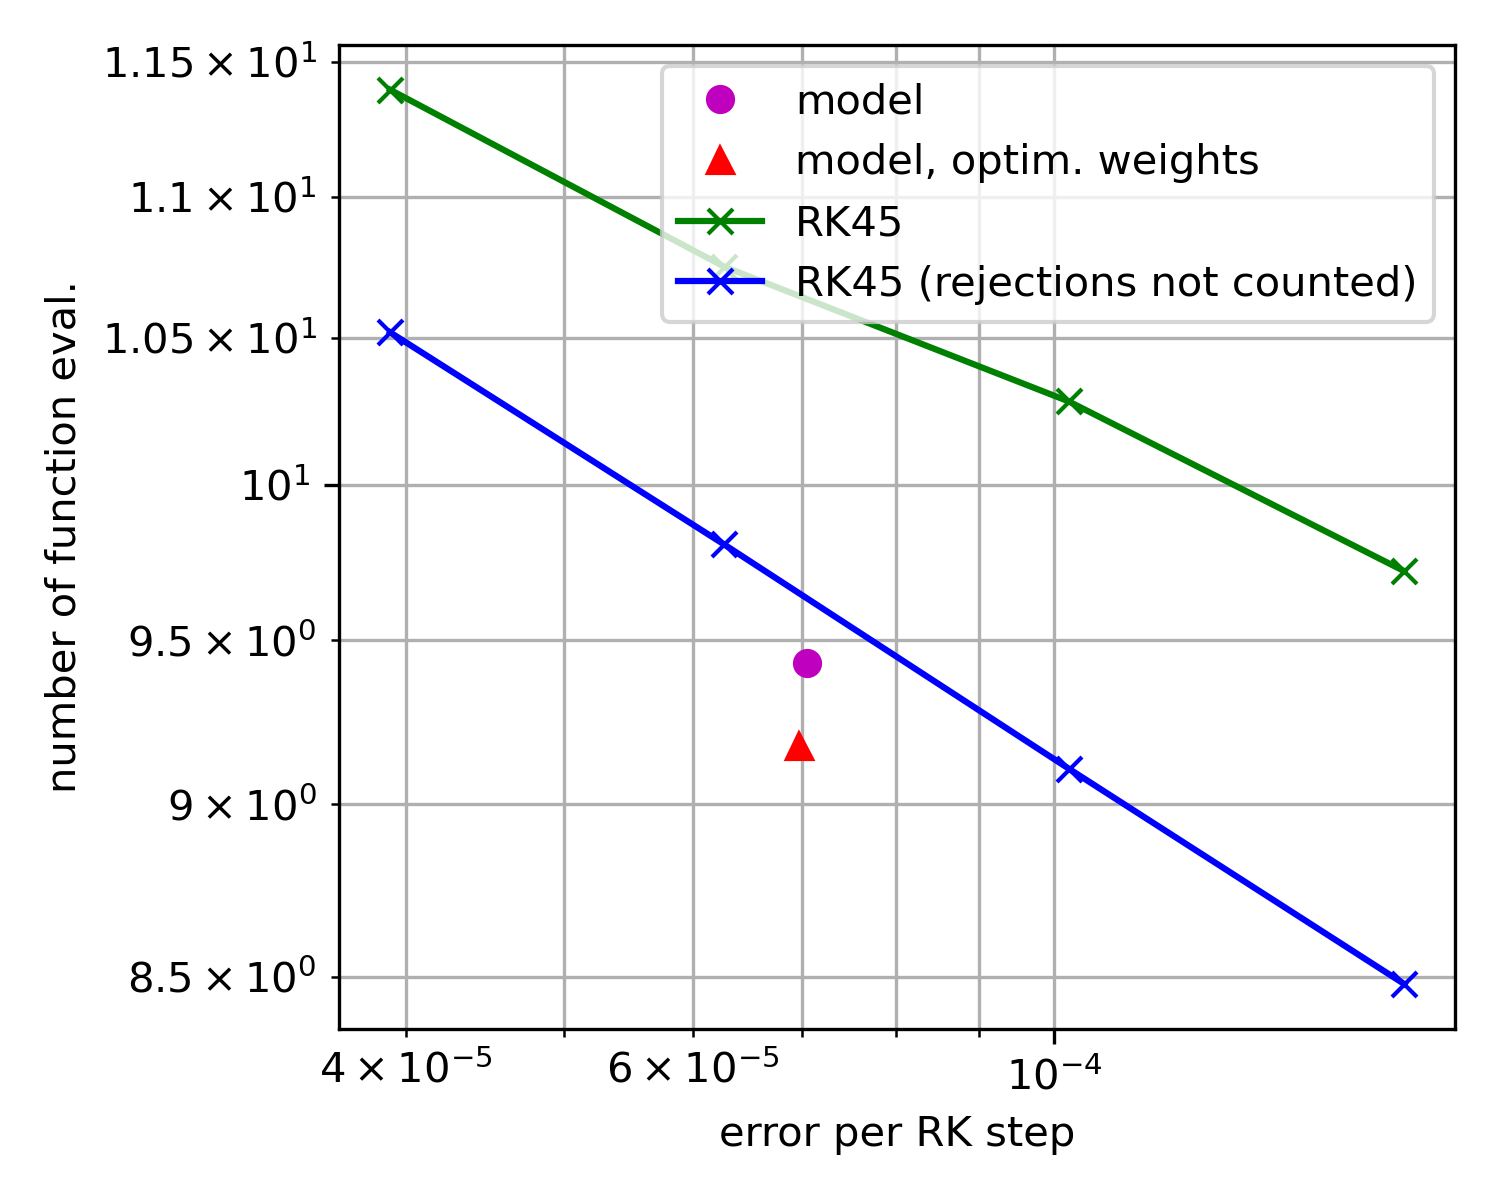 1.15 × 10¹
1.1 × 10¹
1.05 × 10¹
10¹
9.5 × 10⁰
9 × 10⁰
8.5 × 10⁰
number of function eval.
model
model, optim. weights
RK45
RK45 (rejections not counted)
4 × 10⁻⁵
6 × 10⁻⁵
10⁻⁴
error per RK step